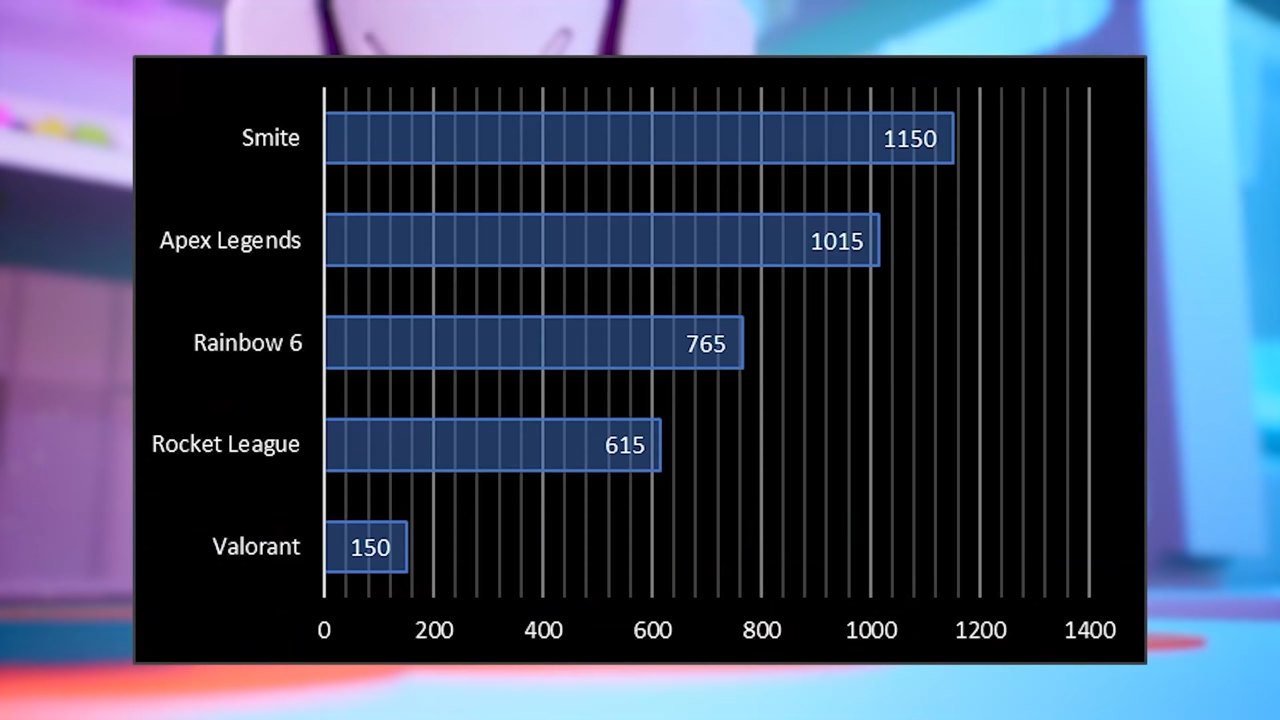 Smite 1150
Apex Legends 1015
Rainbow 6 765
Rocket League 615
Valorant 150
0 200 400 600 800 1000 1200 1400